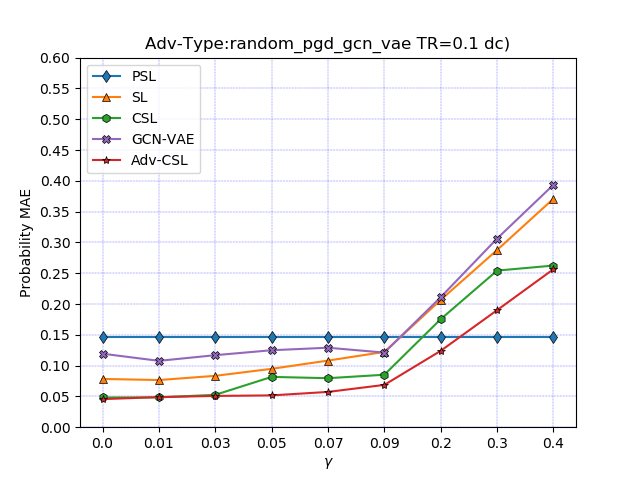 Adv-Type:random_pgd_gcn_vae TR=0.1 dc)
PSL
SL
CSL
GCN-VAE
Adv-CSL
Probability MAE
0.60
0.55
0.50
0.45
0.40
0.35
0.30
0.25
0.20
0.15
0.10
0.05
0.00
0.0 0.01 0.03 0.05 0.07 0.09 0.2 0.3 0.4
γ